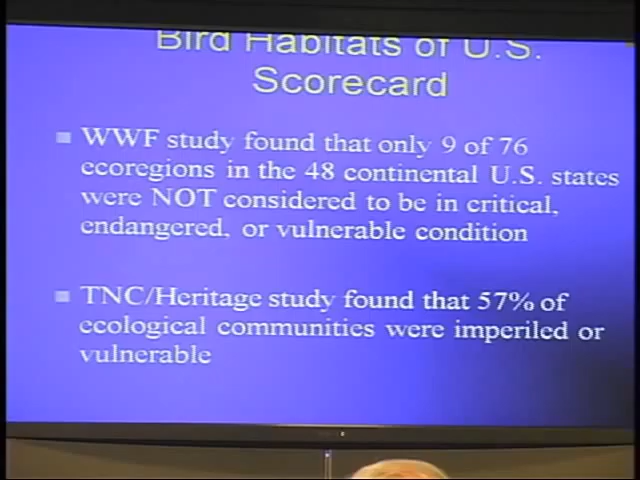 Bird Habitats of U.S.
Scorecard
WWF study found that only 9 of 76
ecoregions in the 48 continental U.S. states
were NOT considered to be in critical,
endangered, or vulnerable condition
TNC/Heritage study found that 57% of
ecological communities were imperiled or
vulnerable